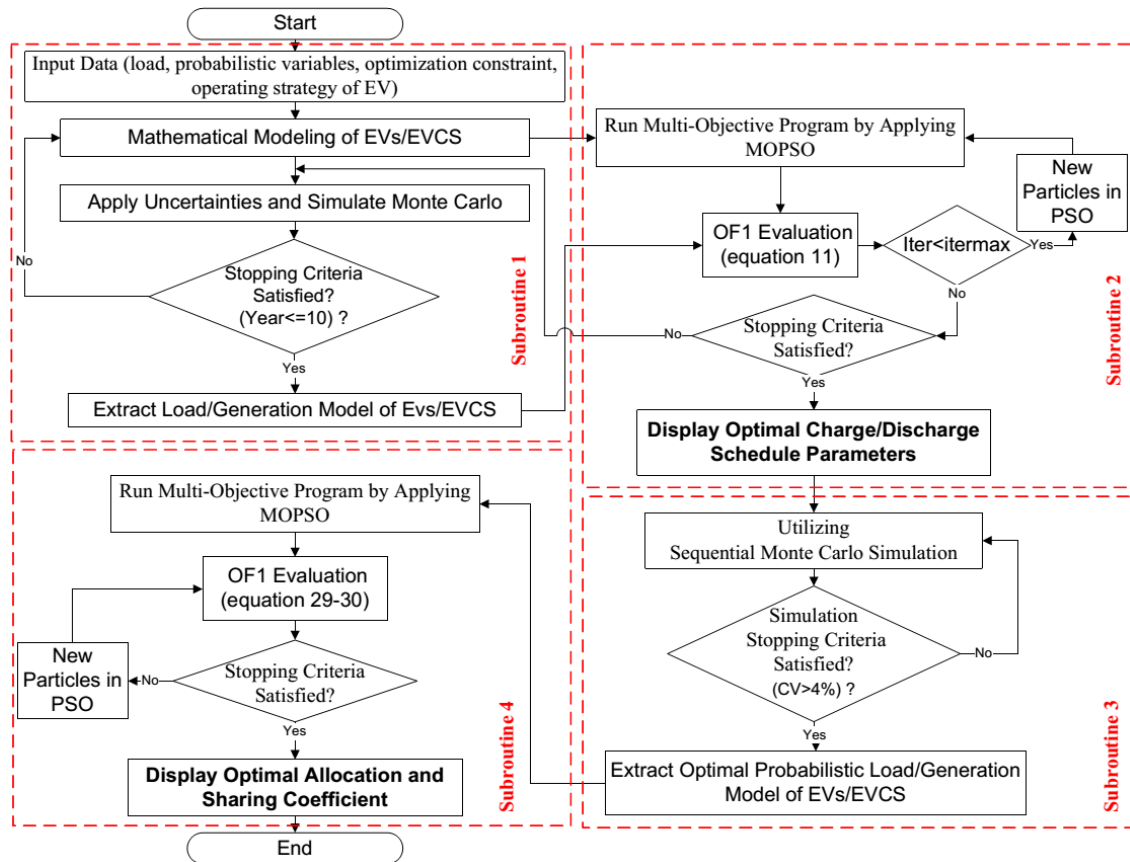 Start
Input Data (load, probabilistic variables, optimization constraint,
operating strategy of EV)
Mathematical Modeling of EVs/EVCS
Apply Uncertainties and Simulate Monte Carlo
No
Stopping Criteria
Satisfied?
(Year<=10) ?
Yes
Extract Load/Generation Model of Evs/EVCS
Subroutine 1
Run Multi-Objective Program by Applying
MOPSO
New
Particles in
PSO
OF1 Evaluation
(equation 11)
Iter<itermax
Yes
No
Stopping Criteria
Satisfied?
No
Yes
Display Optimal Charge/Discharge
Schedule Parameters
Subroutine 2
Utilizing
Sequential Monte Carlo Simulation
Simulation
Stopping Criteria
Satisfied?
(CV>4%) ?
No
Yes
Extract Optimal Probabilistic Load/Generation
Model of EVs/EVCS
Subroutine 3
Run Multi-Objective Program by Applying
MOPSO
OF1 Evaluation
(equation 29-30)
New
Particles in
PSO
No
Stopping Criteria
Satisfied?
Yes
Display Optimal Allocation and
Sharing Coefficient
Subroutine 4
End